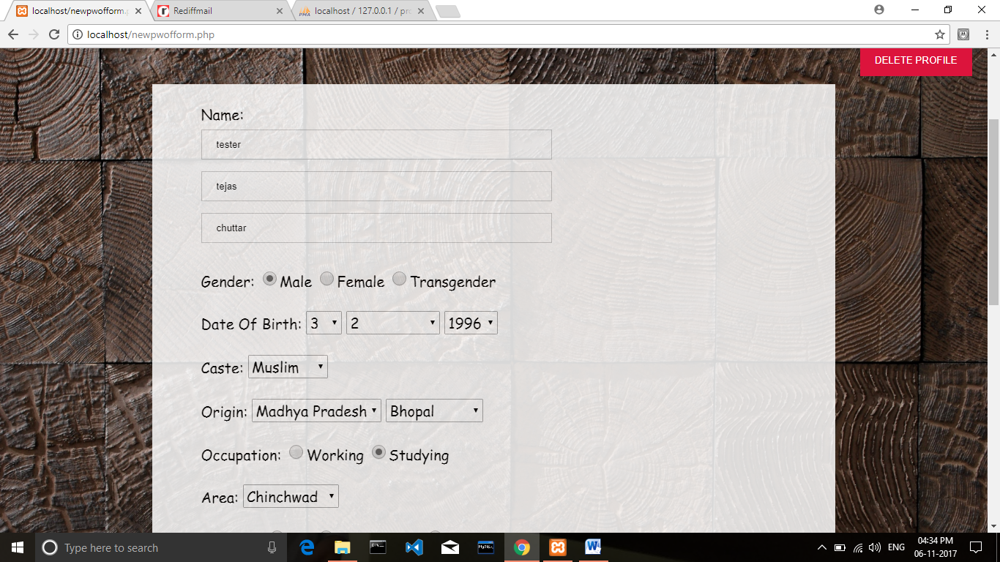 localhost/newpwofform.p
Rediffmail
localhost / 127.0.0.1 / pro
localhost/newpwofform.php
DELETE PROFILE
Name:
tester
tejas
chuttar
Gender: Male Female Transgender
Date Of Birth: 3 2 1996
Caste: Muslim
Origin: Madhya Pradesh Bhopal
Occupation: Working Studying
Area: Chinchwad
Type here to search
ENG
04:34 PM
06-11-2017